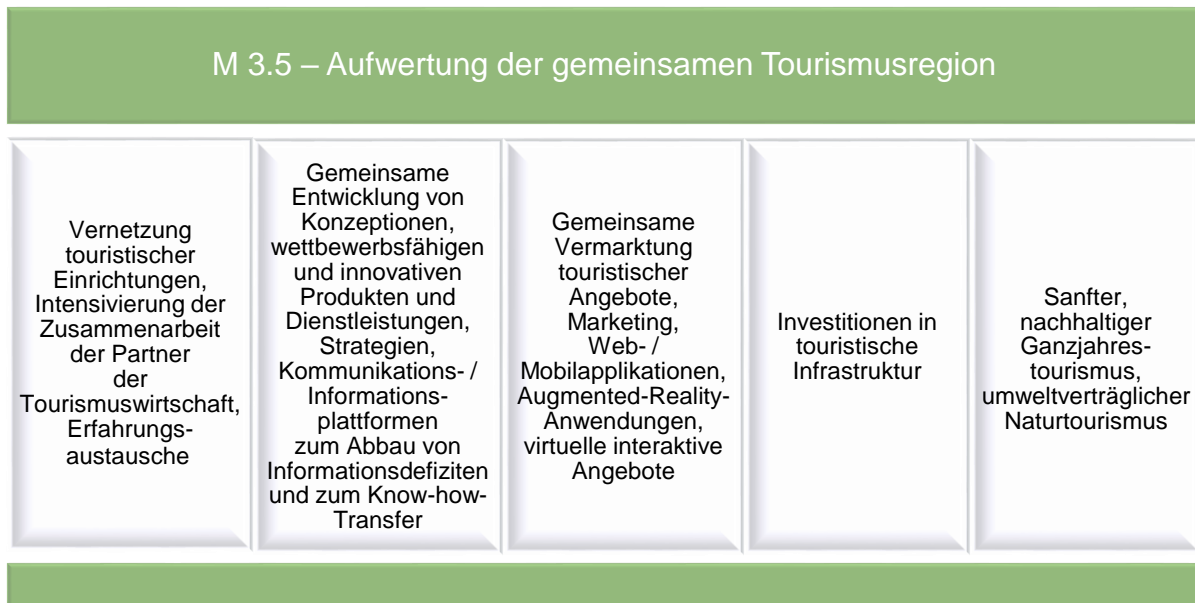 M 3.5 – Aufwertung der gemeinsamen Tourismusregion
Vernetzung
touristischer
Einrichtungen,
Intensivierung der
Zusammenarbeit
der Partner
der
Tourismuswirtschaft,
Erfahrungs-
austausche
Gemeinsame
Entwicklung von
Konzeptionen,
wettbewerbsfähigen
und innovativen
Produkten und
Dienstleistungen,
Strategien,
Kommunikations- /
Informations-
plattformen
zum Abbau von
Informationsdefiziten
und zum Know-how-
Transfer
Gemeinsame
Vermarktung
touristischer
Angebote,
Marketing,
Web- /
Mobilapplikationen,
Augmented-Reality-
Anwendungen,
virtuelle interaktive
Angebote
Investitionen in
touristische
Infrastruktur
Sanfter,
nachhaltiger
Ganzjahres-
tourismus,
umweltverträglicher
Naturtourismus